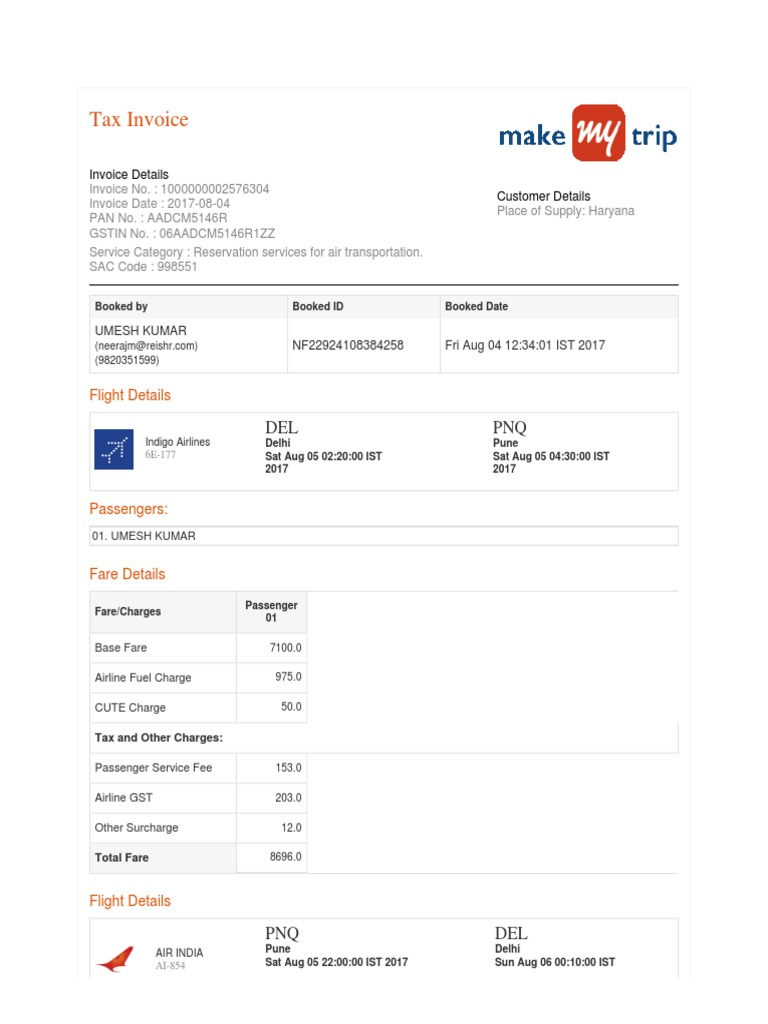 Tax Invoice
make my trip
Invoice Details
Invoice No. : 1000000002576304
Invoice Date : 2017-08-04
PAN No. : AADCM5146R
GSTIN No. : 06AADCM5146R1ZZ
Service Category : Reservation services for air transportation.
SAC Code : 998551
Customer Details
Place of Supply: Haryana
Booked by Booked ID Booked Date
UMESH KUMAR
(neerajm@reishr.com)
(9820351599)
NF22924108384258
Fri Aug 04 12:34:01 IST 2017
Flight Details
Indigo Airlines
6E-177
DEL
Delhi
Sat Aug 05 02:20:00 IST
2017
PNQ
Pune
Sat Aug 05 04:30:00 IST
2017
Passengers:
01. UMESH KUMAR
Fare Details
Fare/Charges
Passenger
01
Base Fare 7100.0
Airline Fuel Charge 975.0
CUTE Charge 50.0
Tax and Other Charges:
Passenger Service Fee 153.0
Airline GST 203.0
Other Surcharge 12.0
Total Fare 8696.0
Flight Details
AIR INDIA
AI-854
PNQ
Pune
Sat Aug 05 22:00:00 IST 2017
DEL
Delhi
Sun Aug 06 00:10:00 IST